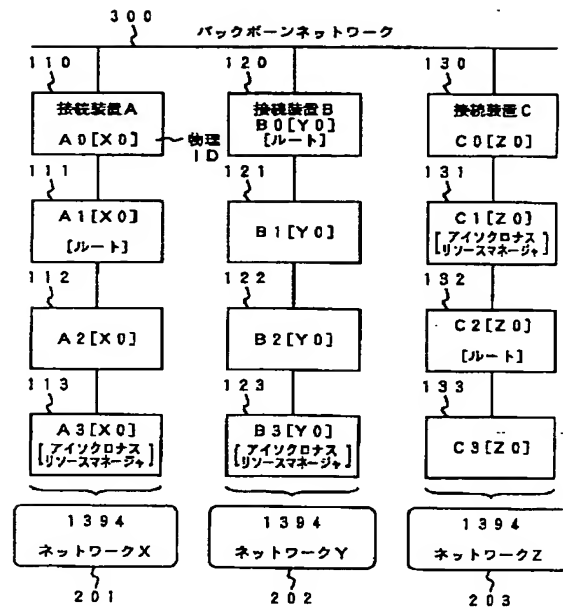 300
バックボーンネットワーク
110
120
130
接続装置A
A0[X0]
物理
ID
接続装置B
B0[Y0]
[ルート]
接続装置C
C0[Z0]
111
121
131
A1[X0]
[ルート]
B1[Y0]
C1[Z0]
[アイソクロナス
リソースマネージャ]
112
122
132
A2[X0]
B2[Y0]
C2[Z0]
[ルート]
113
123
133
A3[X0]
[アイソクロナス
リソースマネージャ]
B3[Y0]
[アイソクロナス
リソースマネージャ]
C3[Z0]
1394
ネットワークX
1394
ネットワークY
1394
ネットワークZ
201
202
203